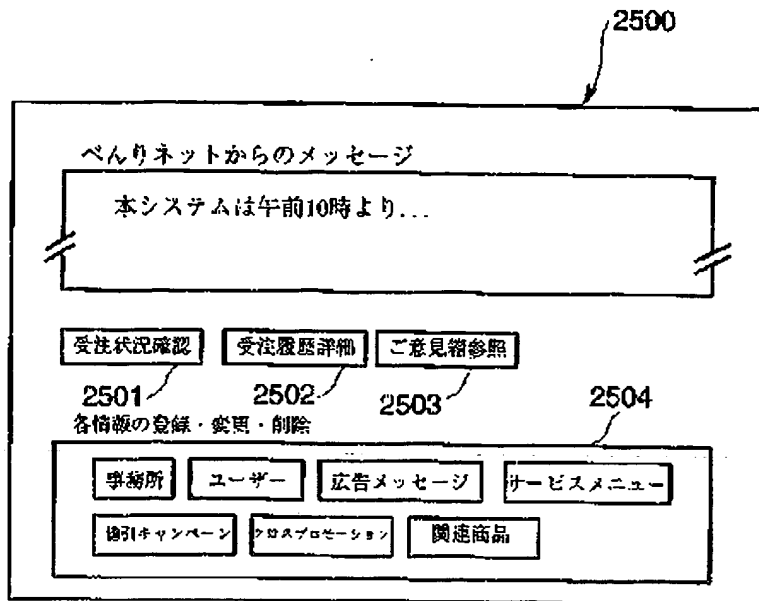 2500
べんりネットからのメッセージ
本システムは午前10時より...
受注状況確認 受注履歴詳細 ご意見箱参照
2501 2502 2503 2504
各情報の登録・変更・削除
事務所 ユーザー 広告メッセージ サービスメニュー
値引キャンペーン クロスプロモーション 関連商品